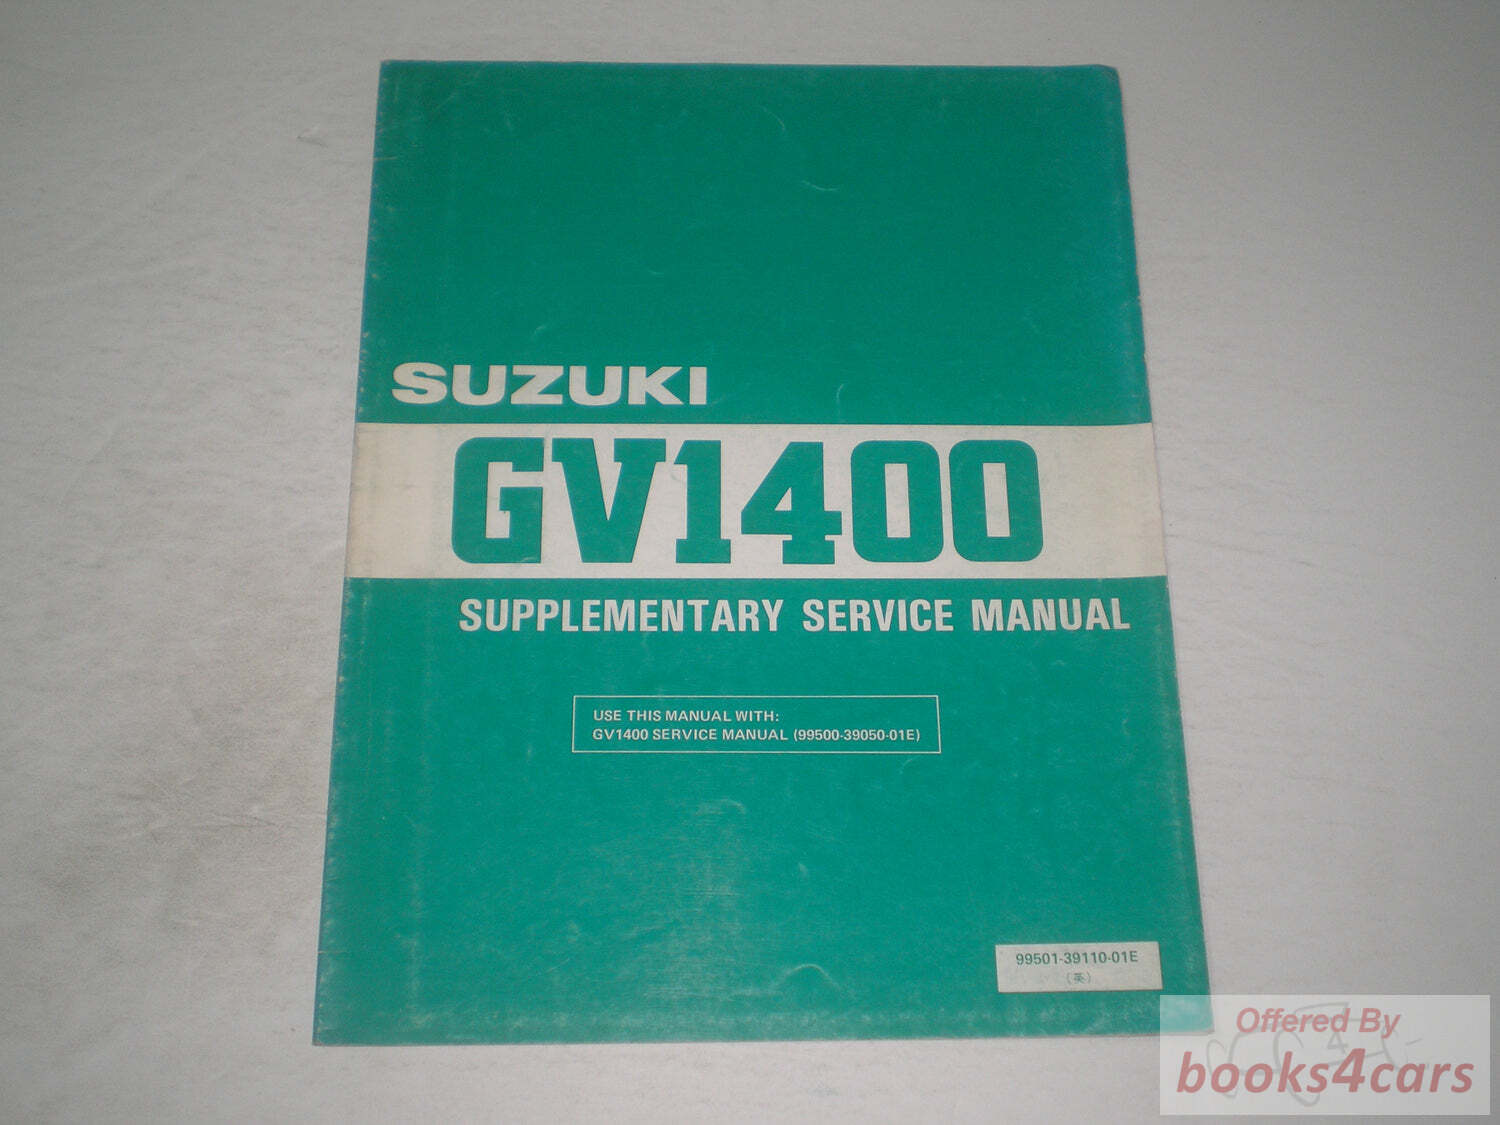 SUZUKI
GV1400
SUPPLEMENTARY SERVICE MANUAL
USE THIS MANUAL WITH:
GV1400 SERVICE MANUAL (99500-39050-01E)
99501-39110-01E
(英)
Offered By
books4cars